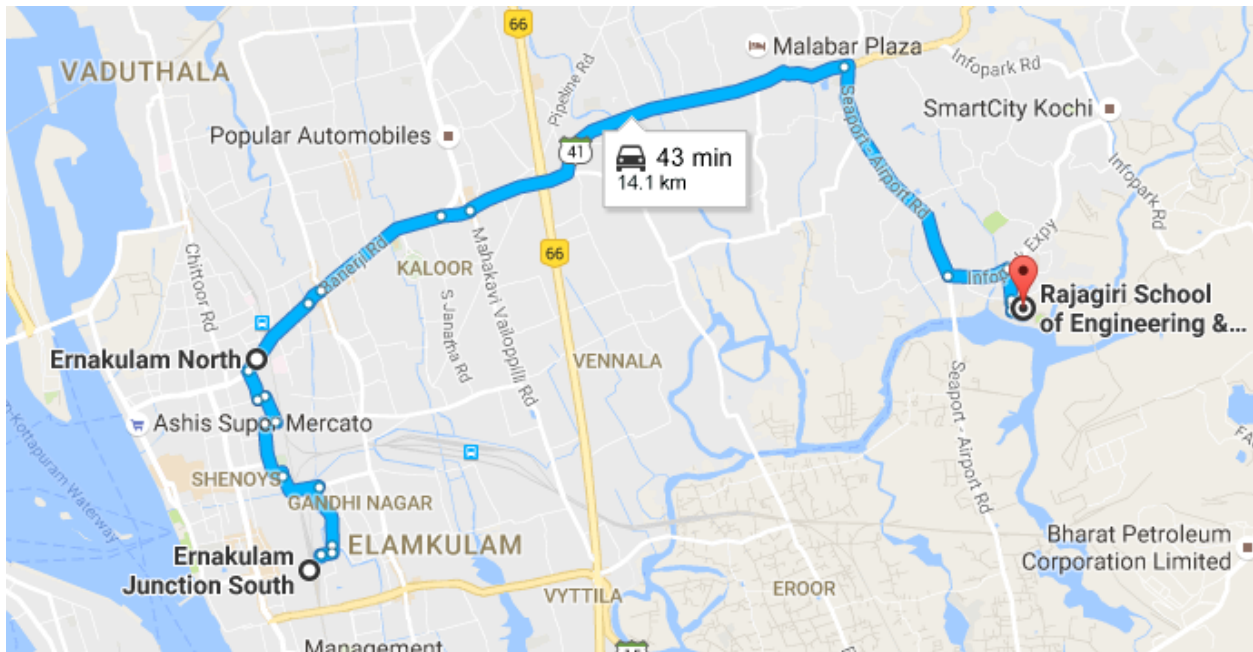 66
Malabar Plaza
Infopark Rd
VADUTHALA
Pipeline Rd
SmartCity Kochi
Popular Automobiles
41
43 min
14.1 km
Seaport - Airport Rd
Infopark Rd
Chittoor Rd
Banerji Rd
KALOOR
Mahakavi Vailoppilli Rd
66
Expy
Rajagiri School
of Engineering &...
S Janatha Rd
Ernakulam North
VENNALA
Seaport - Airport Rd
Ashis Super Mercato
Kottapuram Waterway
SHENOYS
GANDHI NAGAR
Ernakulam
Junction South
ELAMKULAM
Bharat Petroleum
Corporation Limited
VYTTILA
EROOR
Management